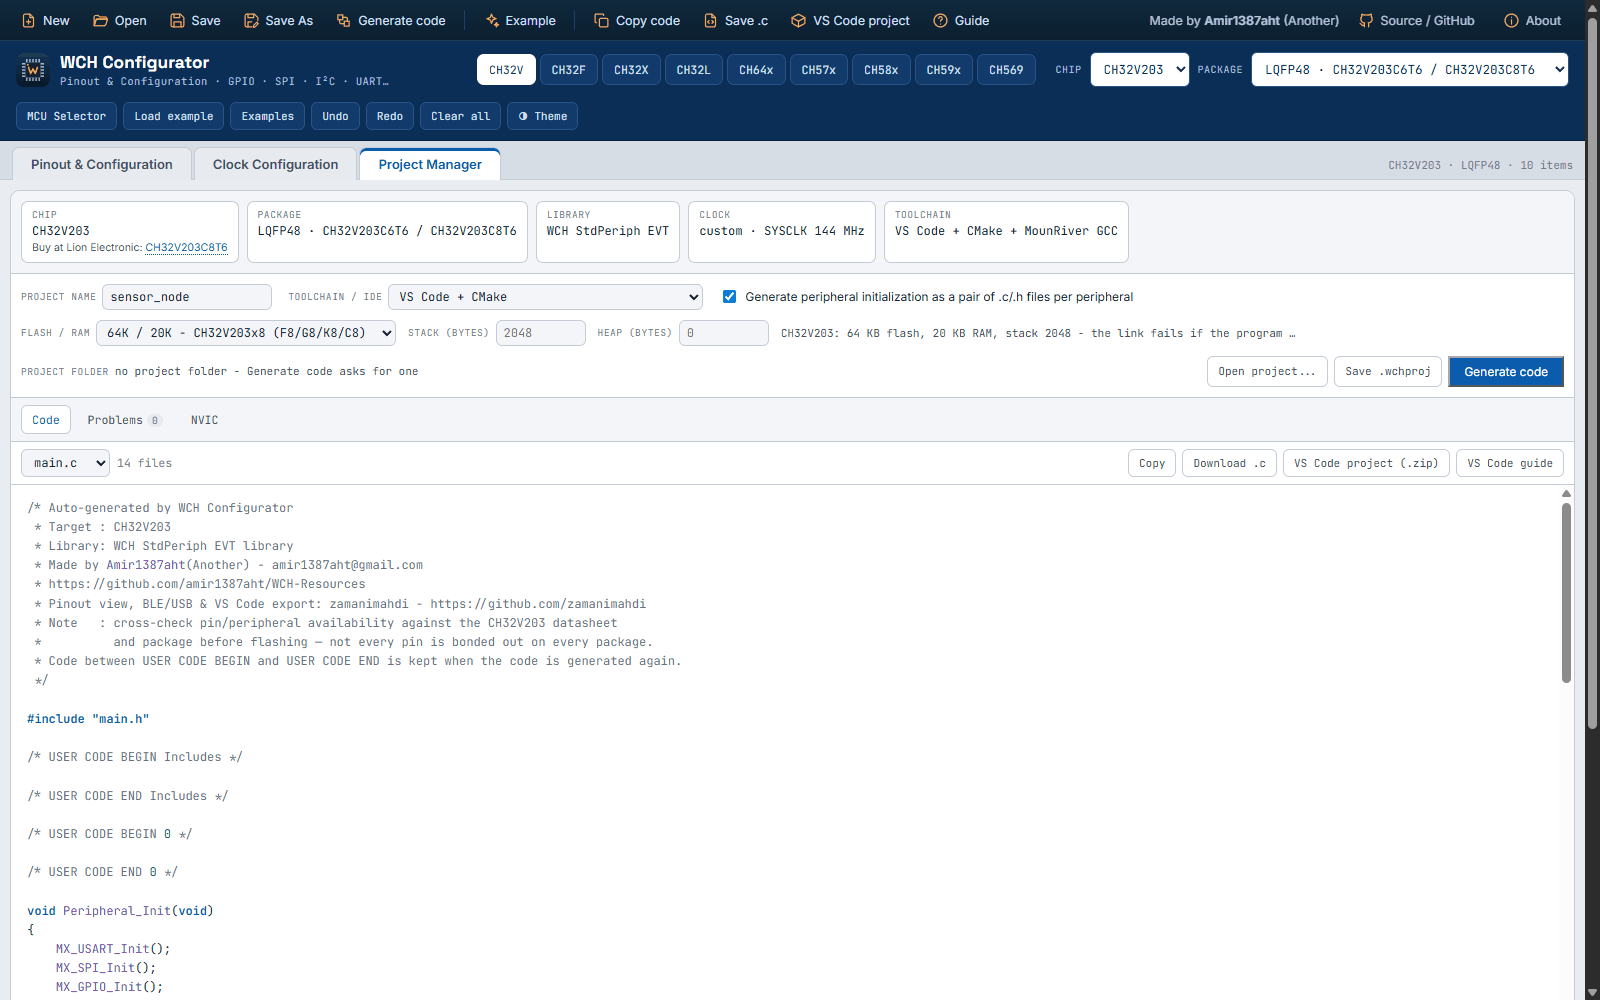 New Open Save Save As Generate code Example Copy code Save .c VS Code project Guide Made by Amir1387aht (Another) Source / GitHub About
WCH Configurator
Pinout & Configuration · GPIO · SPI · I²C · UART…
CH32V CH32F CH32X CH32L CH64x CH57x CH58x CH59x CH569 CHIP CH32V203 PACKAGE LQFP48 · CH32V203C6T6 / CH32V203C8T6
MCU Selector Load example Examples Undo Redo Clear all Theme
Pinout & Configuration Clock Configuration Project Manager CH32V203 · LQFP48 · 10 items
CHIP
CH32V203
Buy at Lion Electronic: CH32V203C8T6
PACKAGE
LQFP48 · CH32V203C6T6 / CH32V203C8T6
LIBRARY
WCH StdPeriph EVT
CLOCK
custom · SYSCLK 144 MHz
TOOLCHAIN
VS Code + CMake + MounRiver GCC
PROJECT NAME sensor_node TOOLCHAIN / IDE VS Code + CMake Generate peripheral initialization as a pair of .c/.h files per peripheral
FLASH / RAM 64K / 20K - CH32V203x8 (F8/G8/K8/C8) STACK (BYTES) 2048 HEAP (BYTES) 0 CH32V203: 64 KB flash, 20 KB RAM, stack 2048 - the link fails if the program …
PROJECT FOLDER no project folder - Generate code asks for one Open project... Save .wchproj Generate code
Code Problems 0 NVIC
main.c 14 files Copy Download .c VS Code project (.zip) VS Code guide
/* Auto-generated by WCH Configurator
* Target : CH32V203
* Library: WCH StdPeriph EVT library
* Made by Amir1387aht(Another) - amir1387aht@gmail.com
* https://github.com/amir1387aht/WCH-Resources
* Pinout view, BLE/USB & VS Code export: zamanimahdi - https://github.com/zamanimahdi
* Note : cross-check pin/peripheral availability against the CH32V203 datasheet
* and package before flashing — not every pin is bonded out on every package.
* Code between USER CODE BEGIN and USER CODE END is kept when the code is generated again.
*/
#include "main.h"
/* USER CODE BEGIN Includes */
/* USER CODE END Includes */
/* USER CODE BEGIN 0 */
/* USER CODE END 0 */
void Peripheral_Init(void)
{
MX_USART_Init();
MX_SPI_Init();
MX_GPIO_Init();